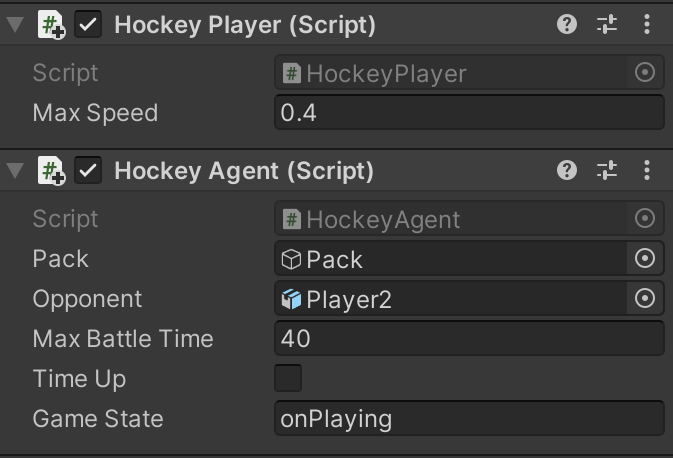 Hockey Player (Script)
Script HockeyPlayer
Max Speed 0.4
Hockey Agent (Script)
Script HockeyAgent
Pack Pack
Opponent Player2
Max Battle Time 40
Time Up
Game State onPlaying